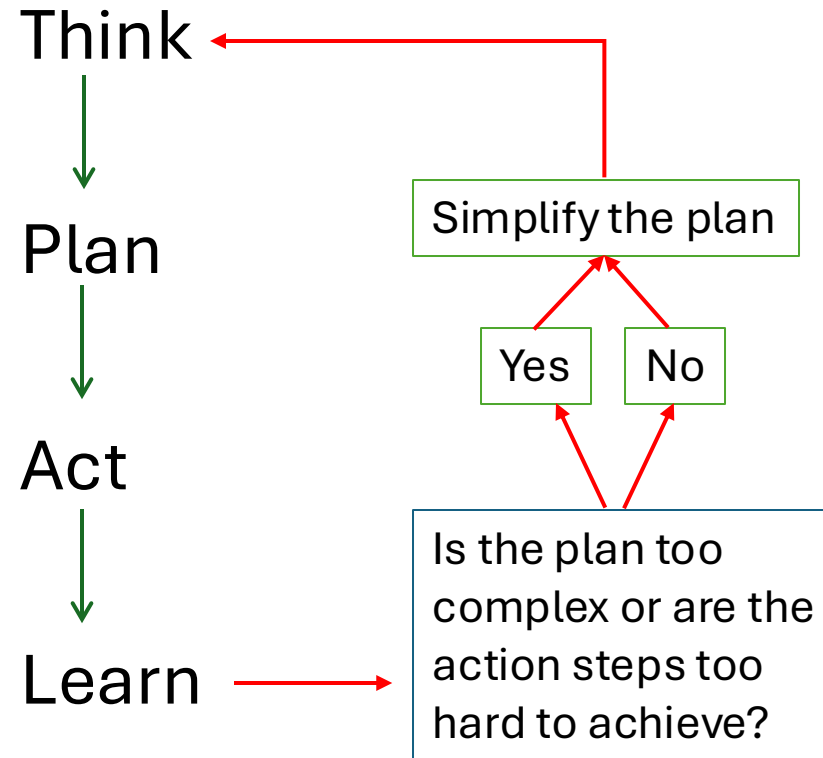 Think
Plan
Act
Learn
Simplify the plan
Yes
No
Is the plan too
complex or are the
action steps too
hard to achieve?